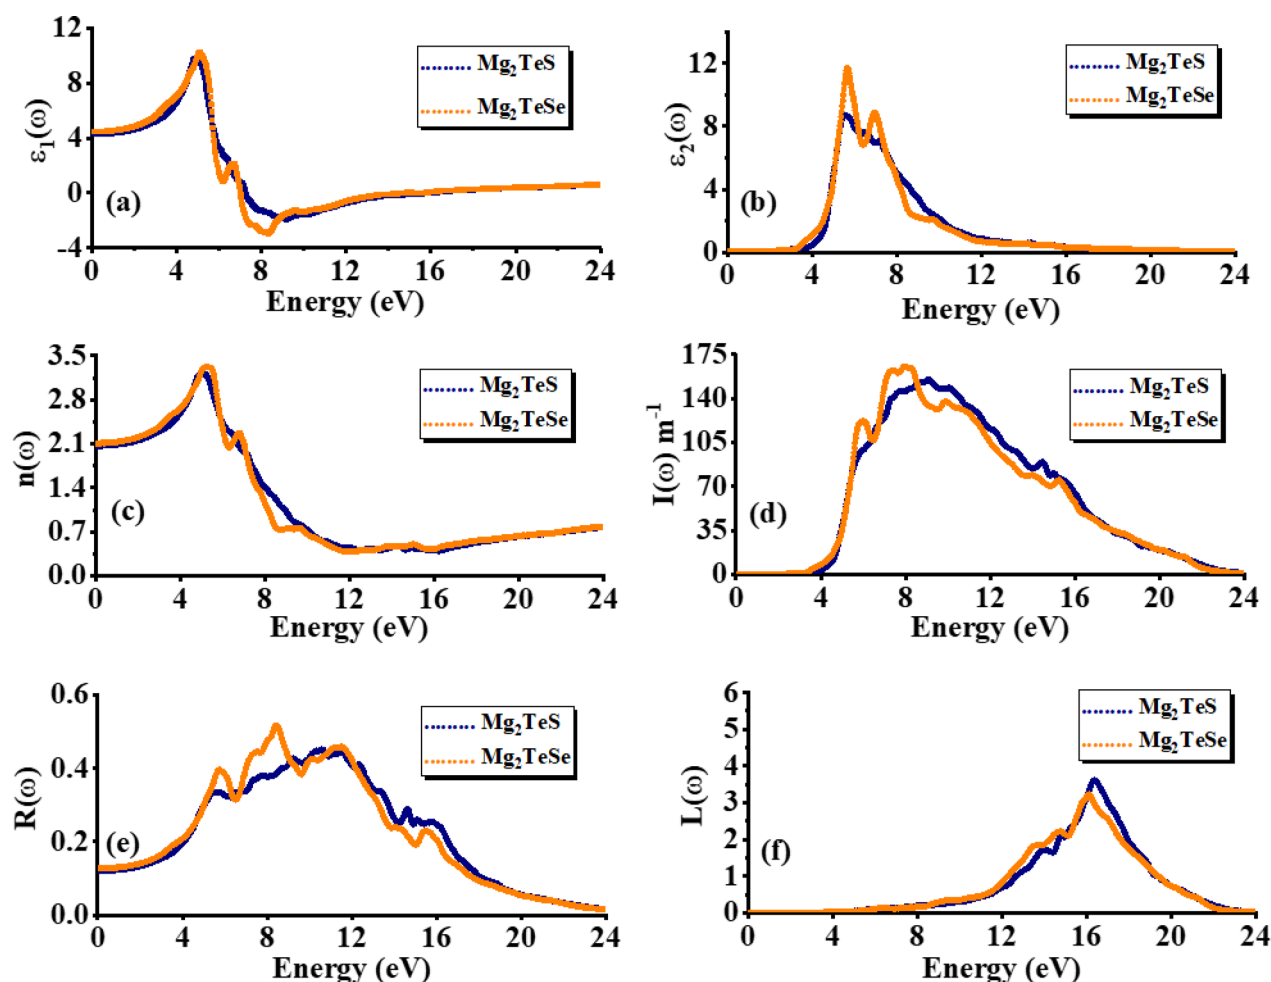 12
8
4
0
−4
ε₁(ω)
Mg₂TeS
Mg₂TeSe
(a)
0 4 8 12 16 20 24
Energy (eV)
12
8
4
0
ε₂(ω)
Mg₂TeS
Mg₂TeSe
(b)
0 4 8 12 16 20 24
Energy (eV)
3.5
2.8
2.1
1.4
0.7
0.0
n(ω)
Mg₂TeS
Mg₂TeSe
(c)
0 4 8 12 16 20 24
Energy (eV)
175
140
105
70
35
0
I(ω) m⁻¹
Mg₂TeS
Mg₂TeSe
(d)
0 4 8 12 16 20 24
Energy (eV)
0.6
0.4
0.2
0.0
R(ω)
Mg₂TeS
Mg₂TeSe
(e)
0 4 8 12 16 20 24
Energy (eV)
6
5
4
3
2
1
0
L(ω)
Mg₂TeS
Mg₂TeSe
(f)
0 4 8 12 16 20 24
Energy (eV)